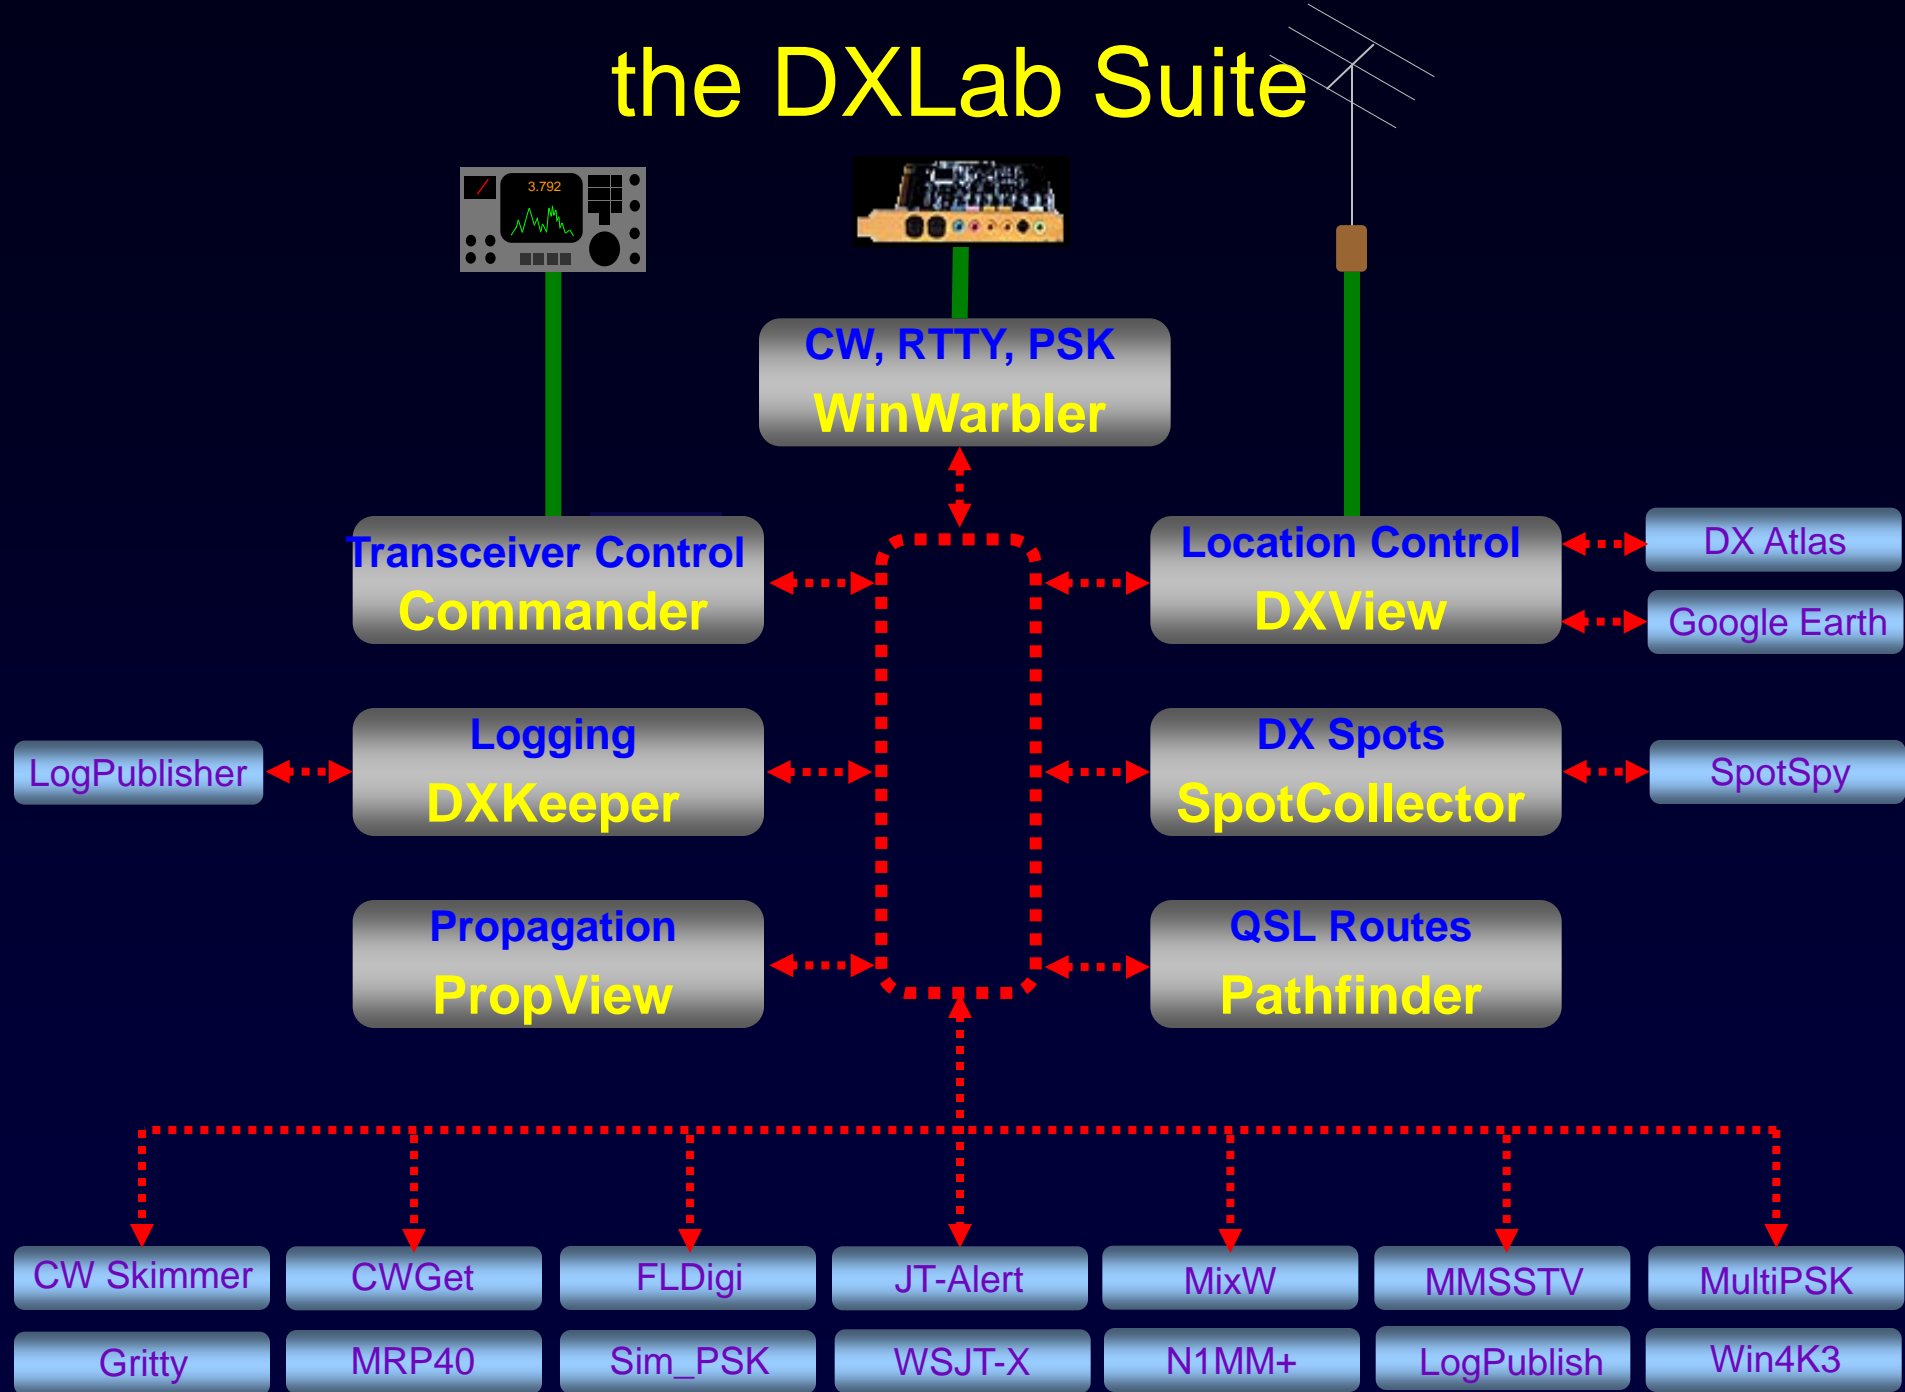 the DXLab Suite
3.792
CW, RTTY, PSK
WinWarbler
Transceiver Control
Commander
Location Control
DXView
DX Atlas
Google Earth
Logging
DXKeeper
LogPublisher
DX Spots
SpotCollector
SpotSpy
Propagation
PropView
QSL Routes
Pathfinder
CW Skimmer
CWGet
FLDigi
JT-Alert
MixW
MMSSTV
MultiPSK
Gritty
MRP40
Sim_PSK
WSJT-X
N1MM+
LogPublish
Win4K3